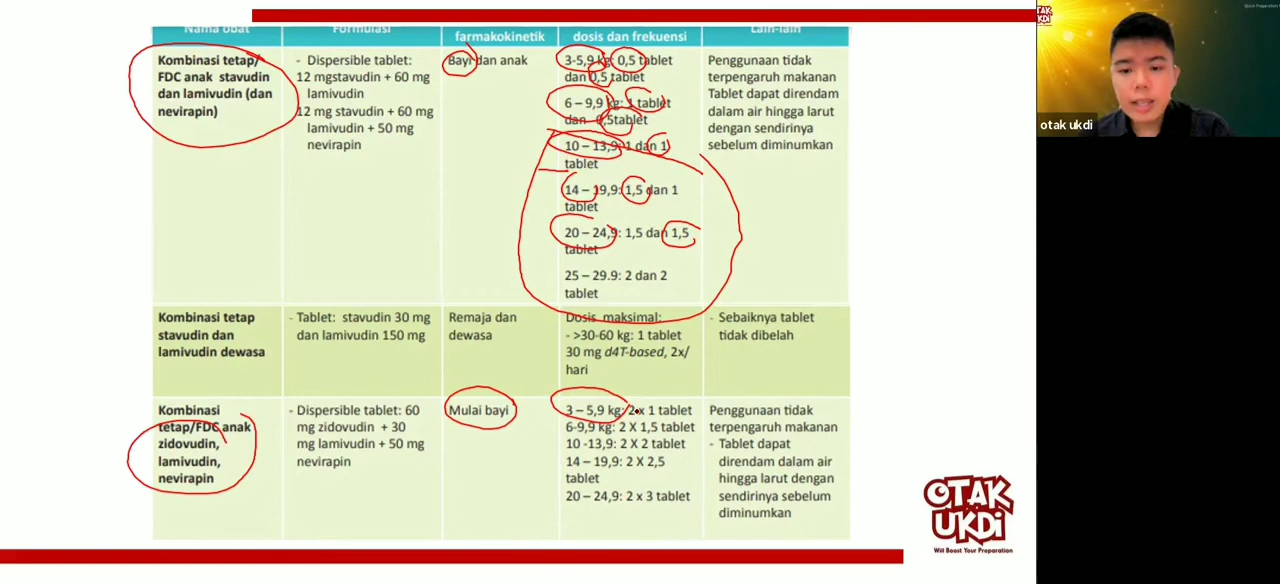 Nama obat
Formulasi
farmakokinetik
dosis dan frekuensi
Lain-lain
Kombinasi tetap/
FDC anak stavudin
dan lamivudin (dan
nevirapin)
- Dispersible tablet:
12 mgstavudin + 60 mg
lamivudin
12 mg stavudin + 60 mg
lamivudin + 50 mg
nevirapin
Bayi dan anak
3-5,9 kg: 0,5 tablet
dan 0,5 tablet
6 – 9,9 kg: 1 tablet
dan 0,5tablet
10 – 13,9: 1 dan 1
tablet
14 – 19,9: 1,5 dan 1
tablet
20 – 24,9: 1,5 dan 1,5
tablet
25 – 29.9: 2 dan 2
tablet
Penggunaan tidak
terpengaruh makanan
Tablet dapat direndam
dalam air hingga larut
dengan sendirinya
sebelum diminumkan
Kombinasi tetap
stavudin dan
lamivudin dewasa
- Tablet: stavudin 30 mg
dan lamivudin 150 mg
Remaja dan
dewasa
Dosis maksimal:
- >30-60 kg: 1 tablet
30 mg d4T-based, 2x/
hari
- Sebaiknya tablet
tidak dibelah
Kombinasi
tetap/FDC anak
zidovudin,
lamivudin,
nevirapin
- Dispersible tablet: 60
mg zidovudin + 30
mg lamivudin + 50 mg
nevirapin
Mulai bayi
3 – 5,9 kg: 2 x 1 tablet
6-9,9 kg: 2 X 1,5 tablet
10 -13,9: 2 X 2 tablet
14 – 19,9: 2 X 2,5
tablet
20 – 24,9: 2 x 3 tablet
Penggunaan tidak
terpengaruh makanan
- Tablet dapat
direndam dalam air
hingga larut dengan
sendirinya sebelum
diminumkan
otak ukdi
OTAK
UKDI
OTAK
UKDi
Will Boost Your Preparation